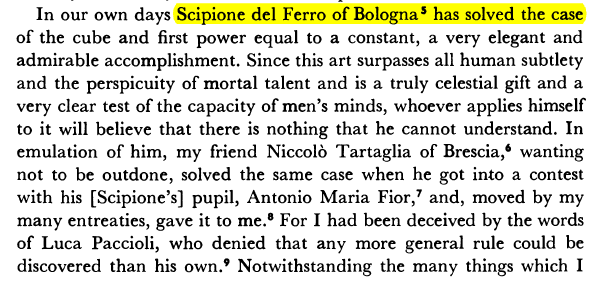 In our own days Scipione del Ferro of Bologna⁵ has solved the case
of the cube and first power equal to a constant, a very elegant and
admirable accomplishment. Since this art surpasses all human subtlety
and the perspicuity of mortal talent and is a truly celestial gift and a
very clear test of the capacity of men's minds, whoever applies himself
to it will believe that there is nothing that he cannot understand. In
emulation of him, my friend Niccolò Tartaglia of Brescia,⁶ wanting
not to be outdone, solved the same case when he got into a contest
with his [Scipione's] pupil, Antonio Maria Fior,⁷ and, moved by my
many entreaties, gave it to me.⁸ For I had been deceived by the words
of Luca Paccioli, who denied that any more general rule could be
discovered than his own.⁹ Notwithstanding the many things which I